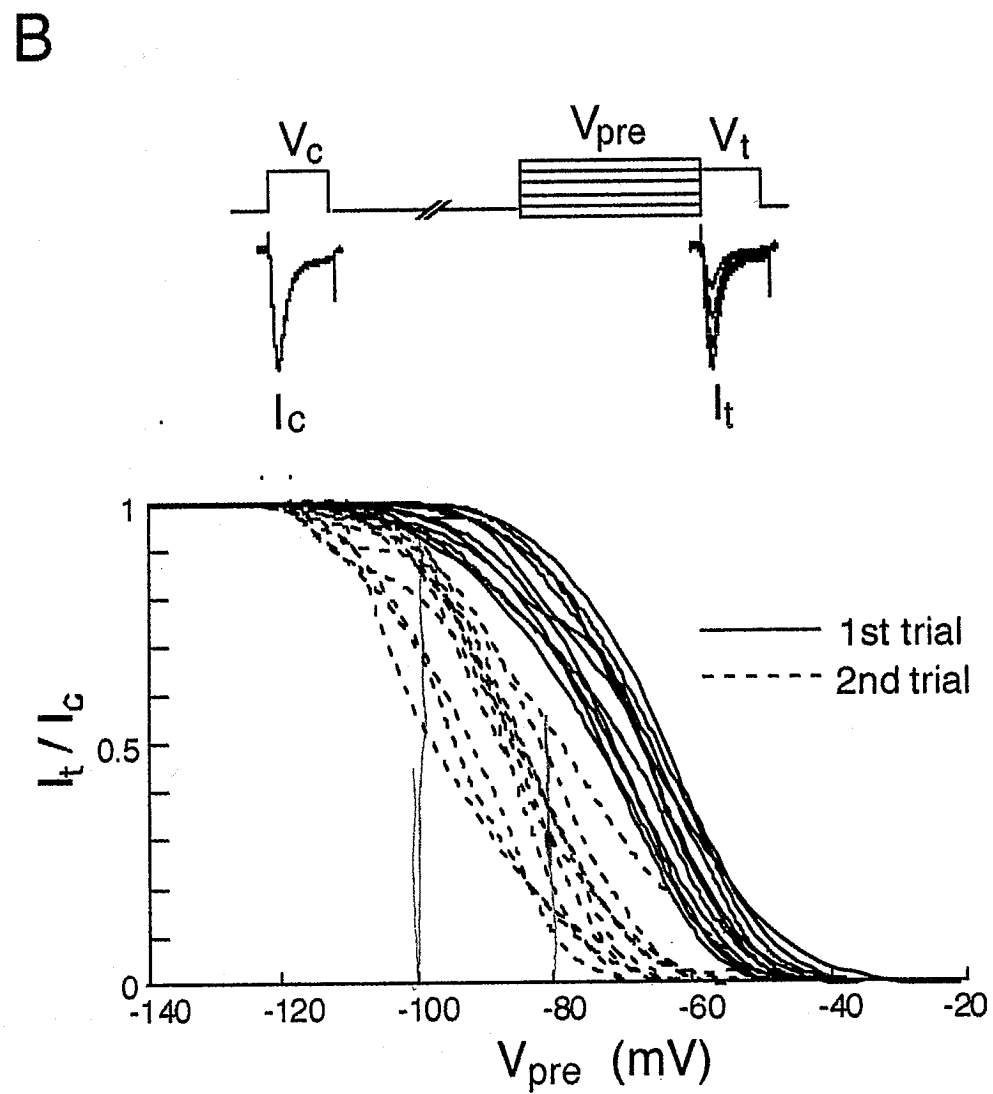 B
Vc
Vpre
Vt
Ic
It
1
0.5
0
It / Ic
1st trial
2nd trial
-140
-120
-100
-80
-60
-40
-20
Vpre (mV)